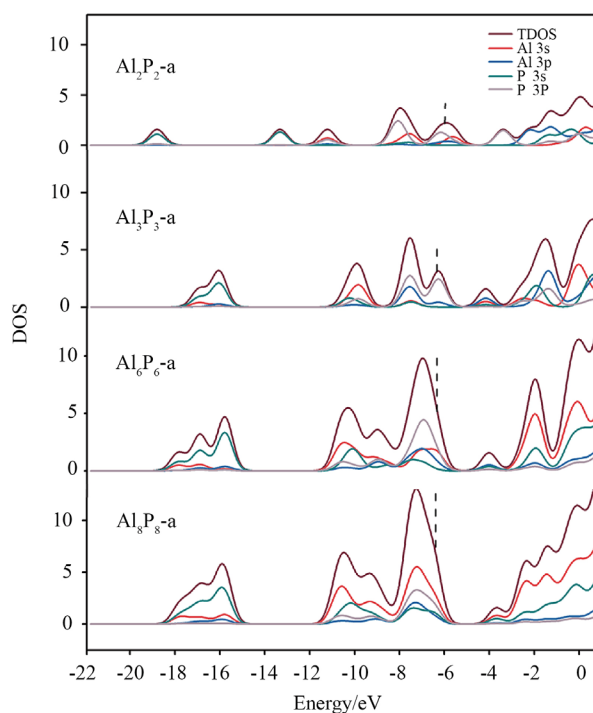 10
5
0
Al₂P₂-a
TDOS
Al 3s
Al 3p
P 3s
P 3P
10
5
0
Al₃P₃-a
10
5
0
Al₆P₆-a
10
5
0
Al₈P₈-a
DOS
-22 -20 -18 -16 -14 -12 -10 -8 -6 -4 -2 0
Energy/eV